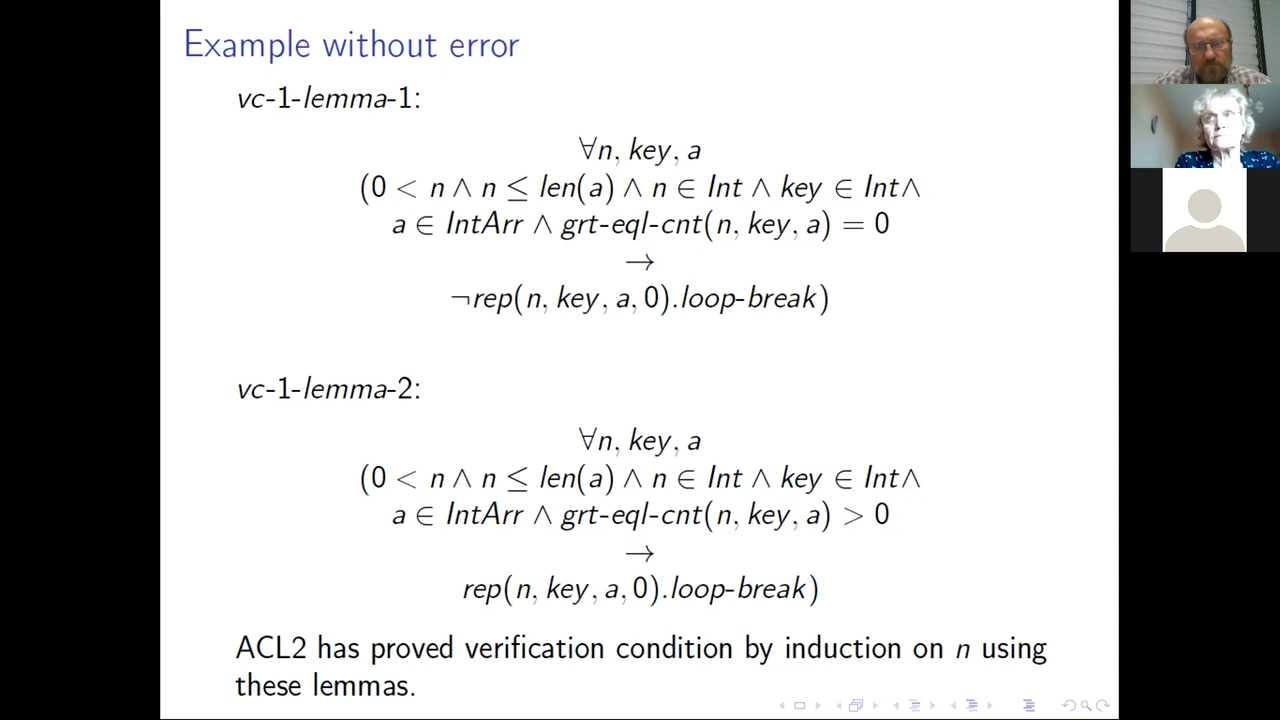 Example without error
vc-1-lemma-1:
∀n, key, a
(0 < n ∧ n ≤ len(a) ∧ n ∈ Int ∧ key ∈ Int∧
a ∈ IntArr ∧ grt-eql-cnt(n, key, a) = 0
→
¬rep(n, key, a, 0).loop-break)
vc-1-lemma-2:
∀n, key, a
(0 < n ∧ n ≤ len(a) ∧ n ∈ Int ∧ key ∈ Int∧
a ∈ IntArr ∧ grt-eql-cnt(n, key, a) > 0
→
rep(n, key, a, 0).loop-break)
ACL2 has proved verification condition by induction on n using
these lemmas.